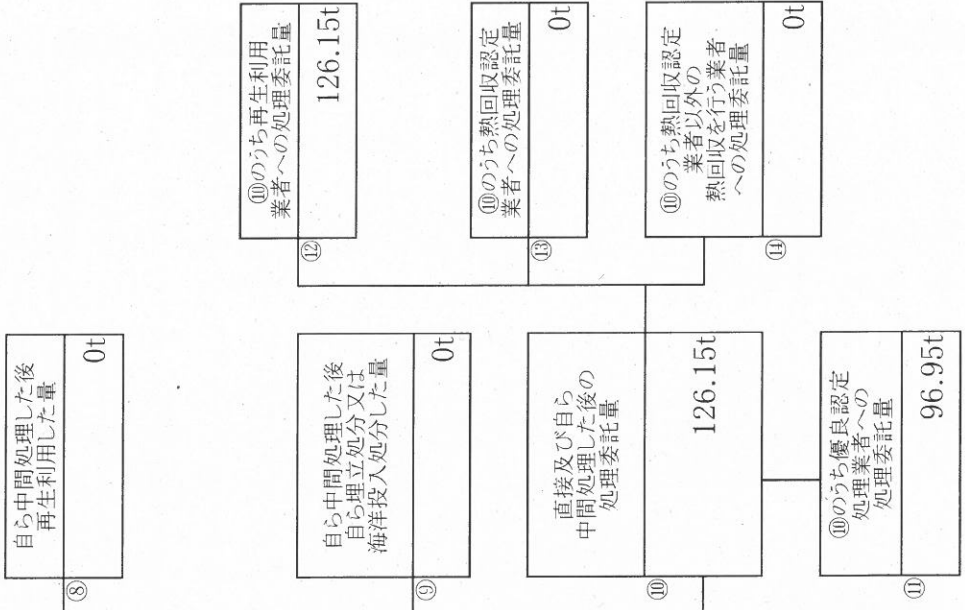 ⑧
自ら中間処理した後
再生利用した量
0t
⑨
自ら中間処理した後
自ら埋立処分又は
海洋投入処分した量
0t
⑩
直接及び自ら
中間処理した後の
処理委託量
126.15t
⑪
⑩のうち優良認定
処理業者への
処理委託量
96.95t
⑫
⑩のうち再生利用
業者への処理委託量
126.15t
⑬
⑩のうち熱回収認定
業者への処理委託量
0t
⑭
⑩のうち熱回収認定
業者以外の
熱回収を行う業者
への処理委託量
0t